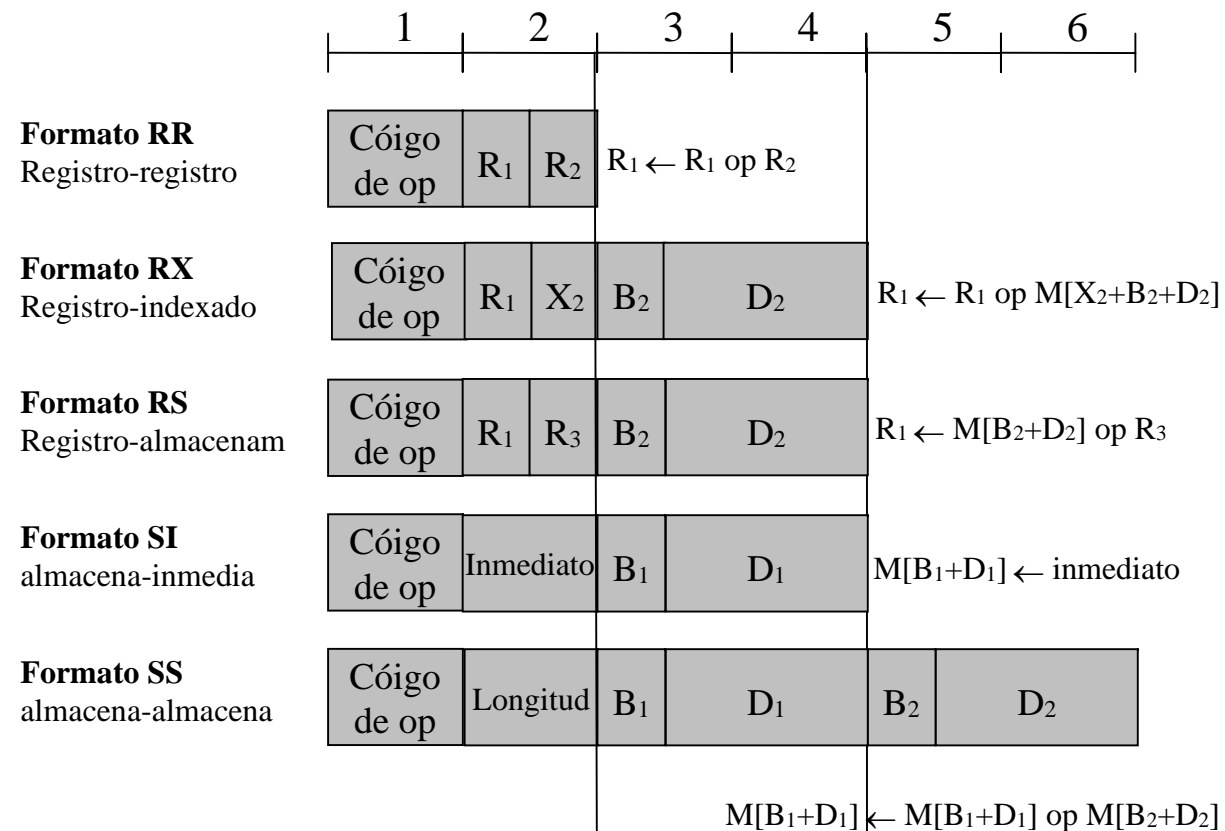 1 2 3 4 5 6
Formato RR
Registro-registro
Cóigo
de op
R1 R2
R1 ← R1 op R2
Formato RX
Registro-indexado
Cóigo
de op
R1 X2 B2 D2
R1 ← R1 op M[X2+B2+D2]
Formato RS
Registro-almacenam
Cóigo
de op
R1 R3 B2 D2
R1 ← M[B2+D2] op R3
Formato SI
almacena-inmedia
Cóigo
de op
Inmediato B1 D1
M[B1+D1] ← inmediato
Formato SS
almacena-almacena
Cóigo
de op
Longitud B1 D1 B2 D2
M[B1+D1] ← M[B1+D1] op M[B2+D2]